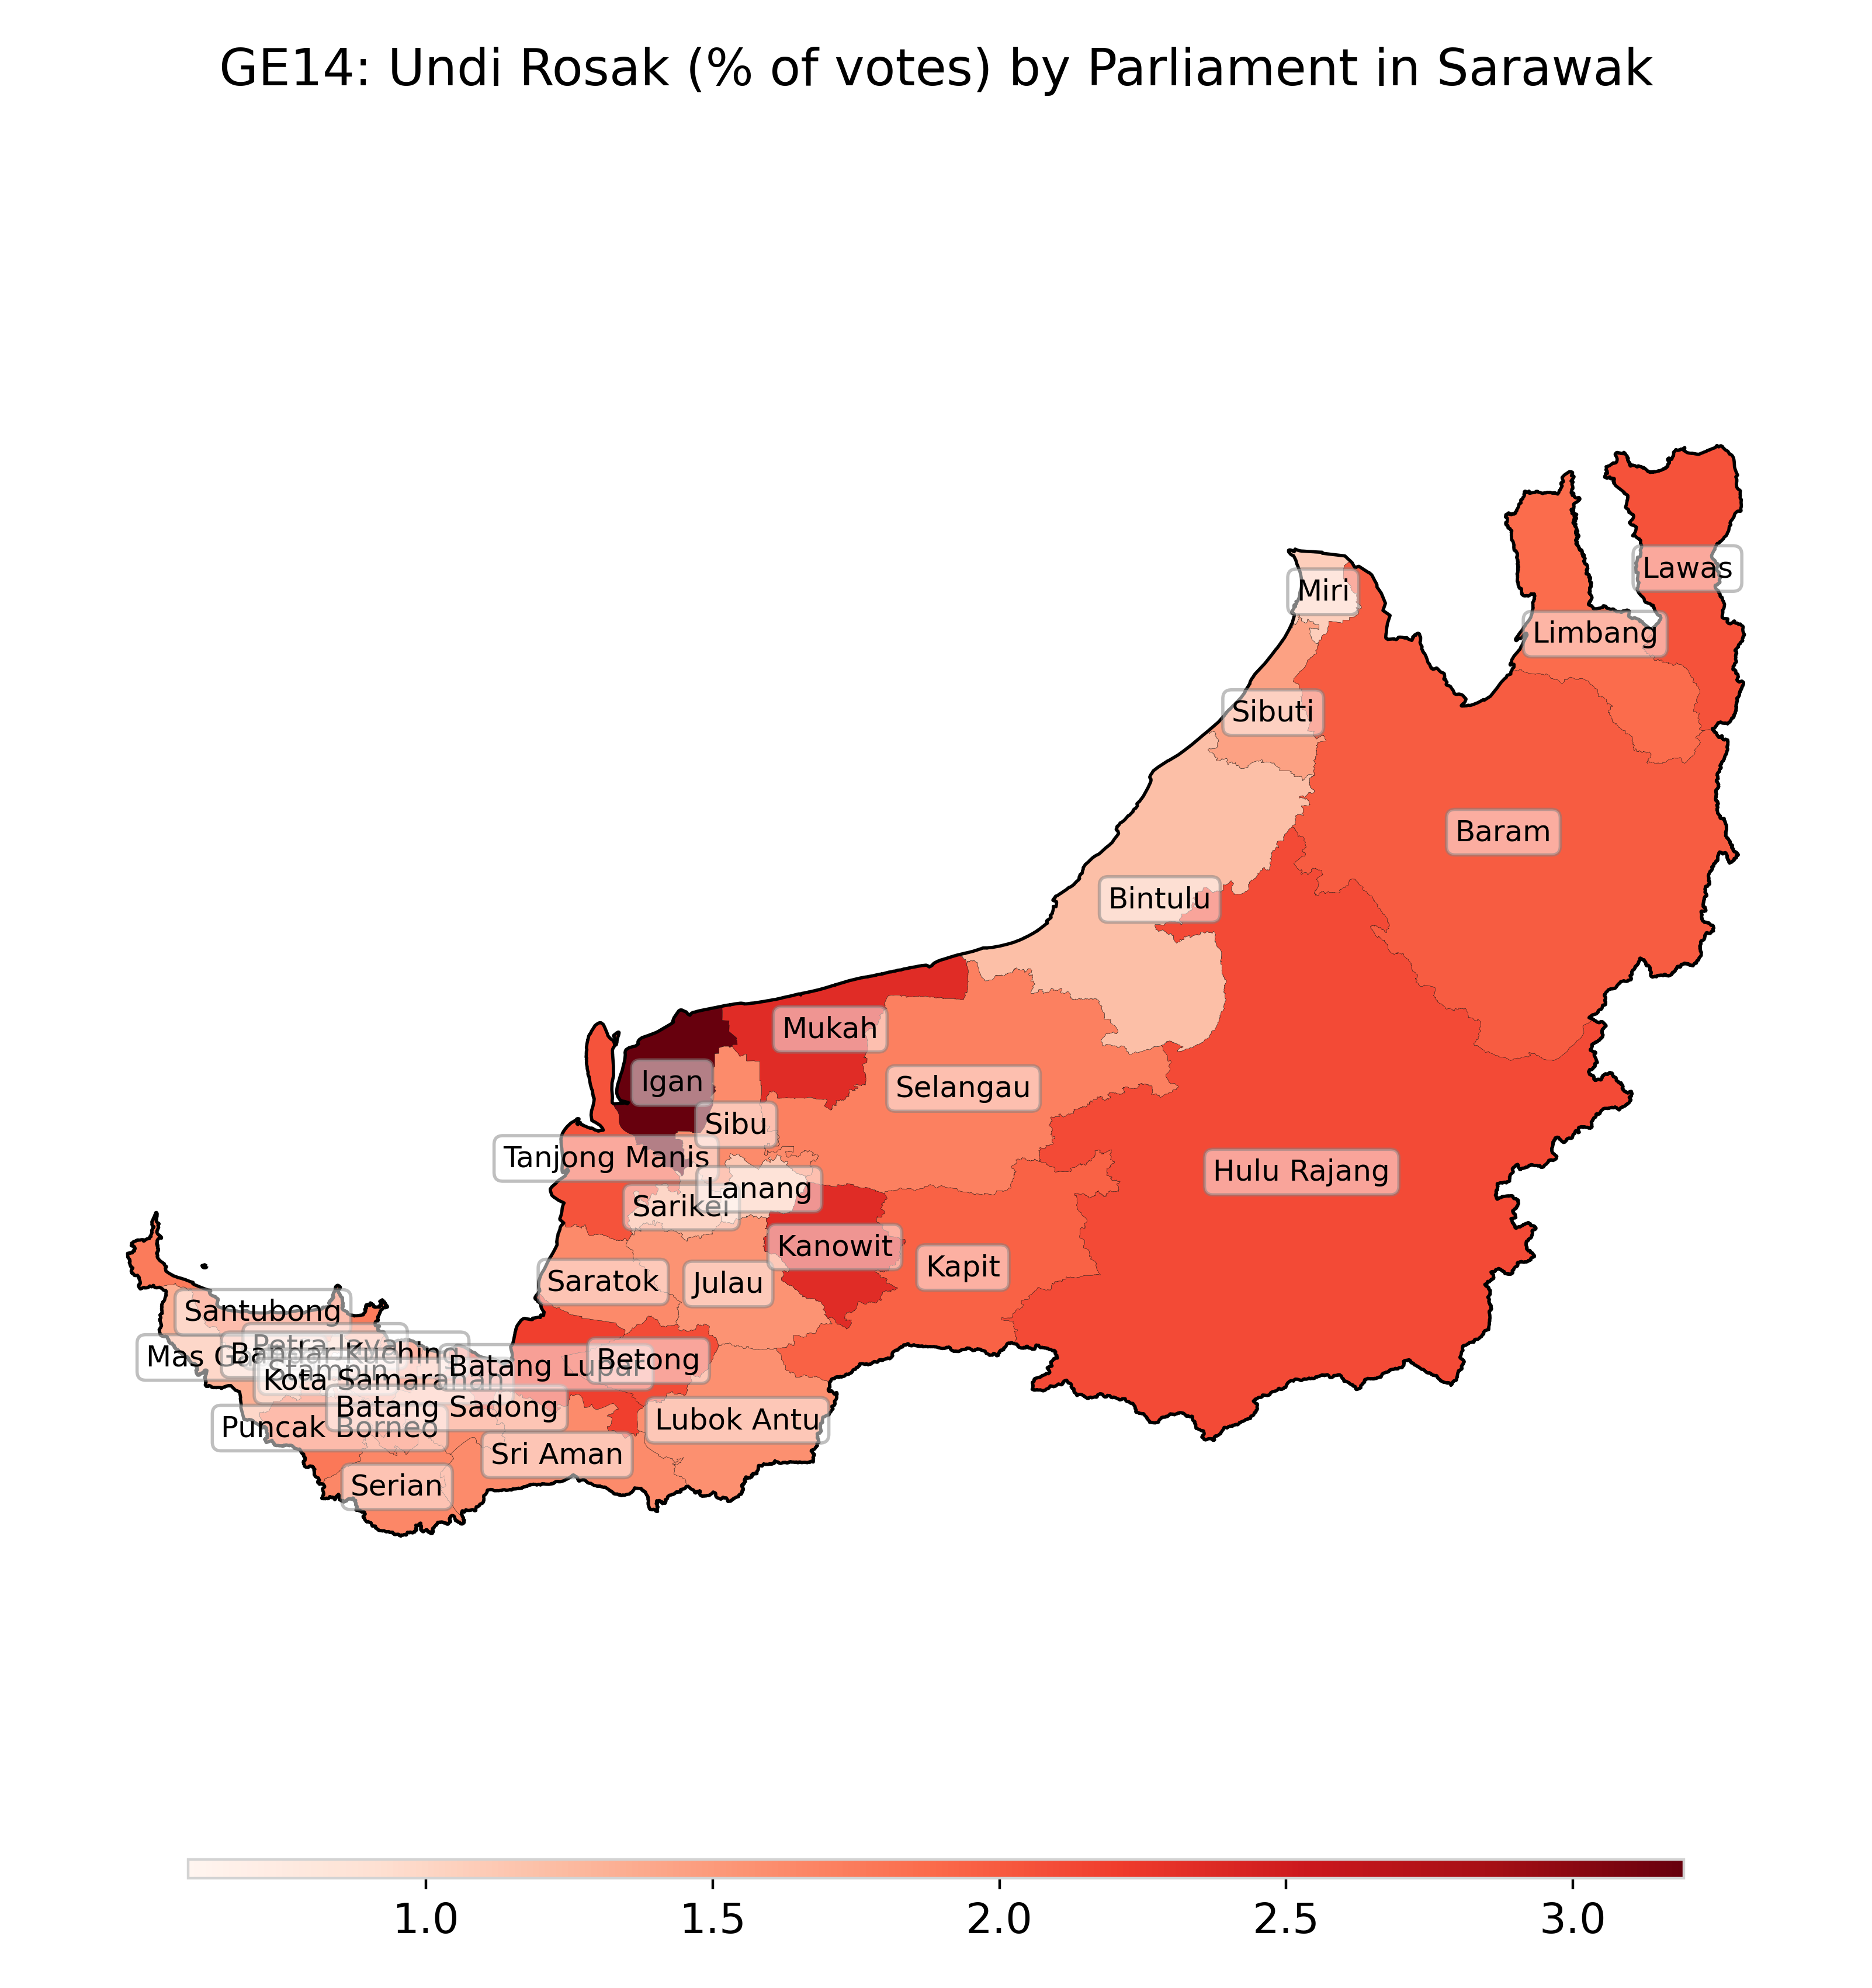 GE14: Undi Rosak (% of votes) by Parliament in Sarawak
Lawas
Miri
Limbang
Sibuti
Baram
Bintulu
Mukah
Igan
Selangau
Sibu
Tanjong Manis
Hulu Rajang
Lanang
Sarikei
Kanowit
Kapit
Saratok
Julau
Santubong
Petra Jaya
Bandar Kuching
Mas G
Betong
Batang Lupar
Stampin
Kota Samarahan
Batang Sadong
Lubok Antu
Puncak Borneo
Sri Aman
Serian
1.0 1.5 2.0 2.5 3.0